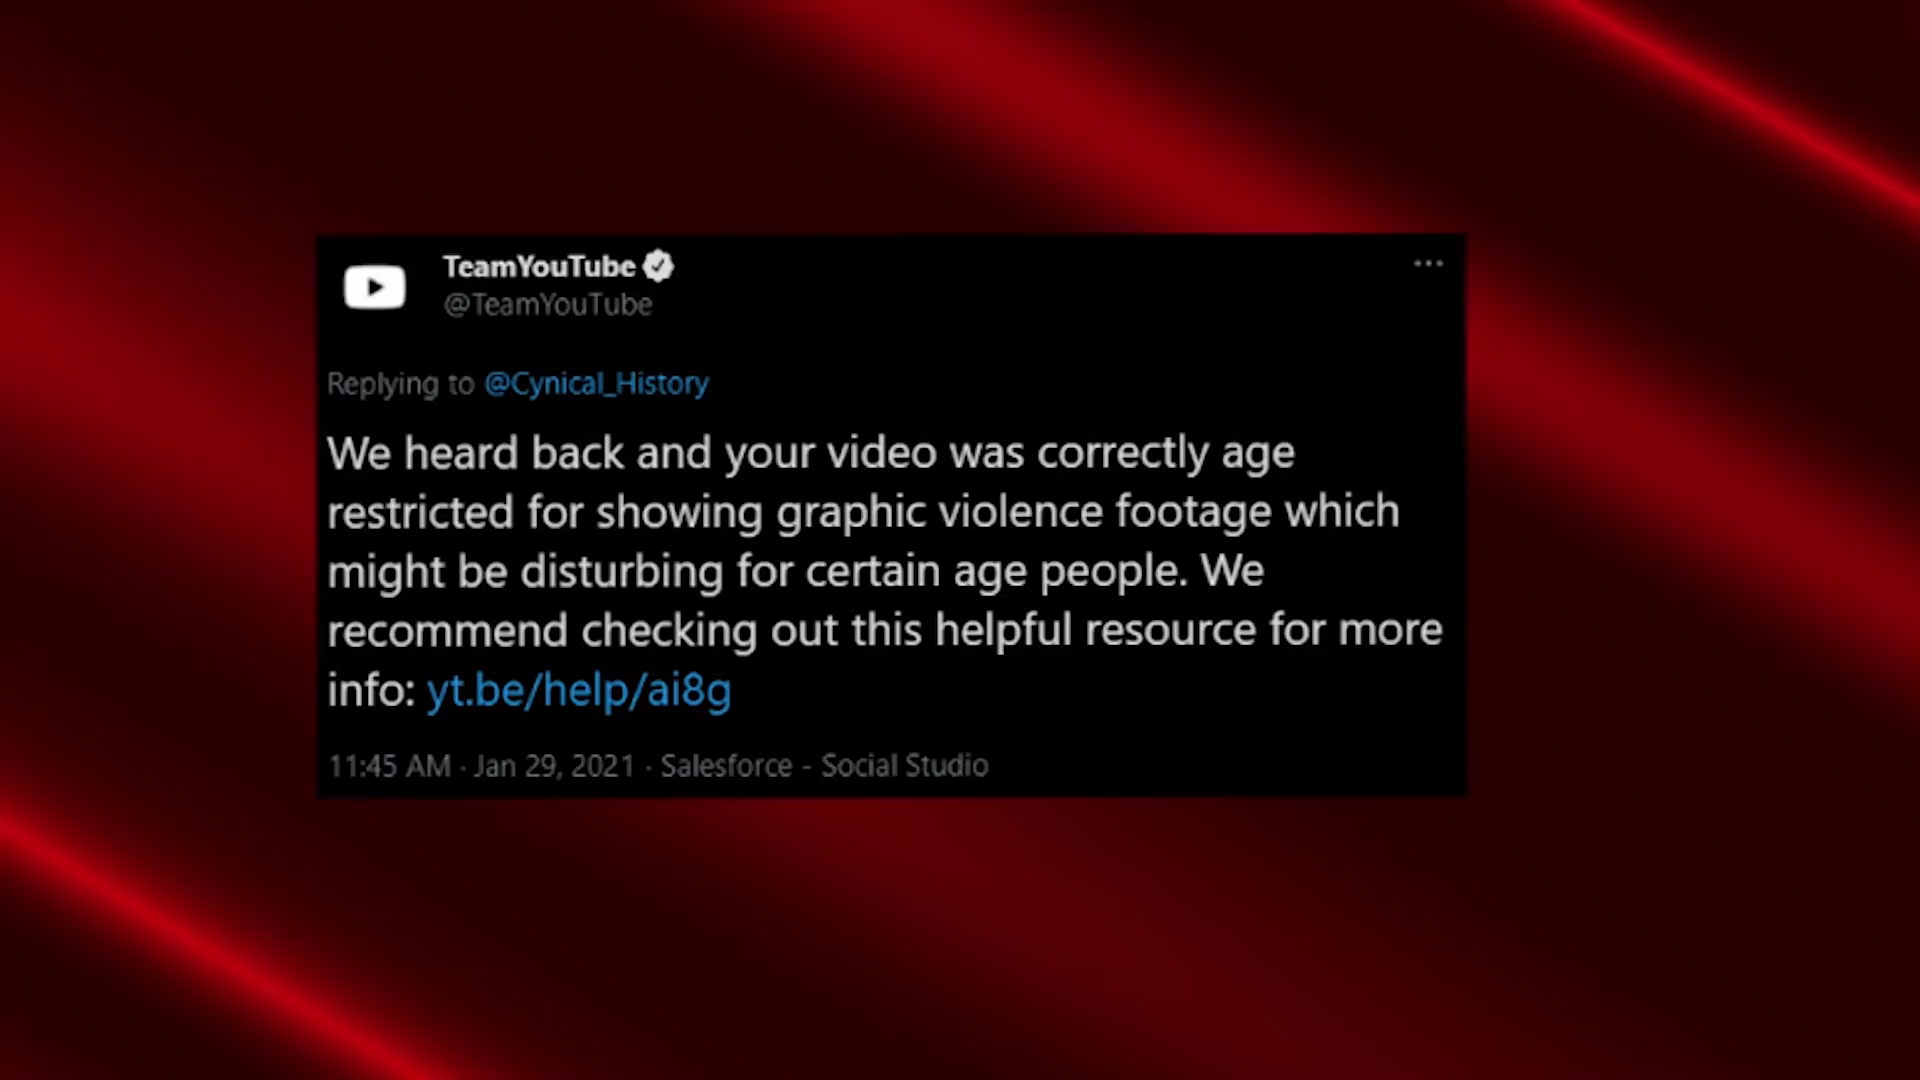 TeamYouTube
@TeamYouTube
Replying to @Cynical_History
We heard back and your video was correctly age
restricted for showing graphic violence footage which
might be disturbing for certain age people. We
recommend checking out this helpful resource for more
info: yt.be/help/ai8g
11:45 AM · Jan 29, 2021 · Salesforce - Social Studio